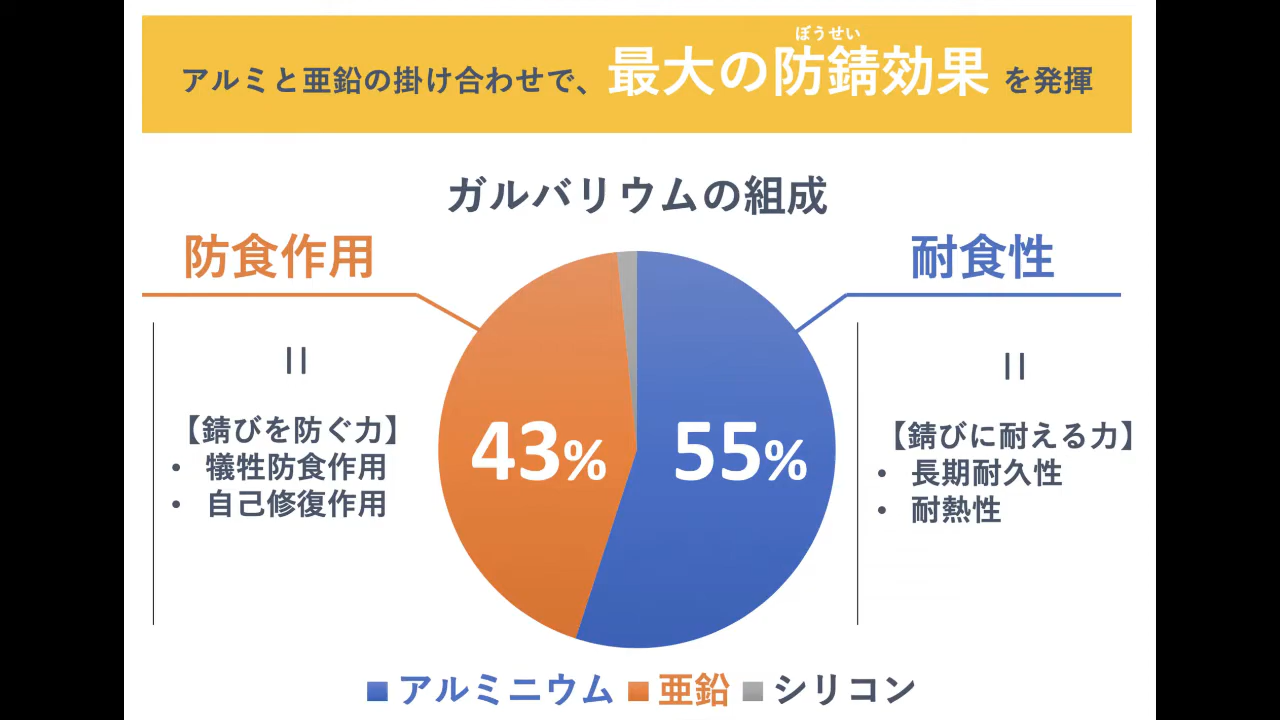 ぼうせい
アルミと亜鉛の掛け合わせで、最大の防錆効果 を発揮
ガルバリウムの組成
防食作用
=
【錆びを防ぐ力】
• 犠牲防食作用
• 自己修復作用
43%
55%
耐食性
=
【錆びに耐える力】
• 長期耐久性
• 耐熱性
アルミニウム 亜鉛 シリコン